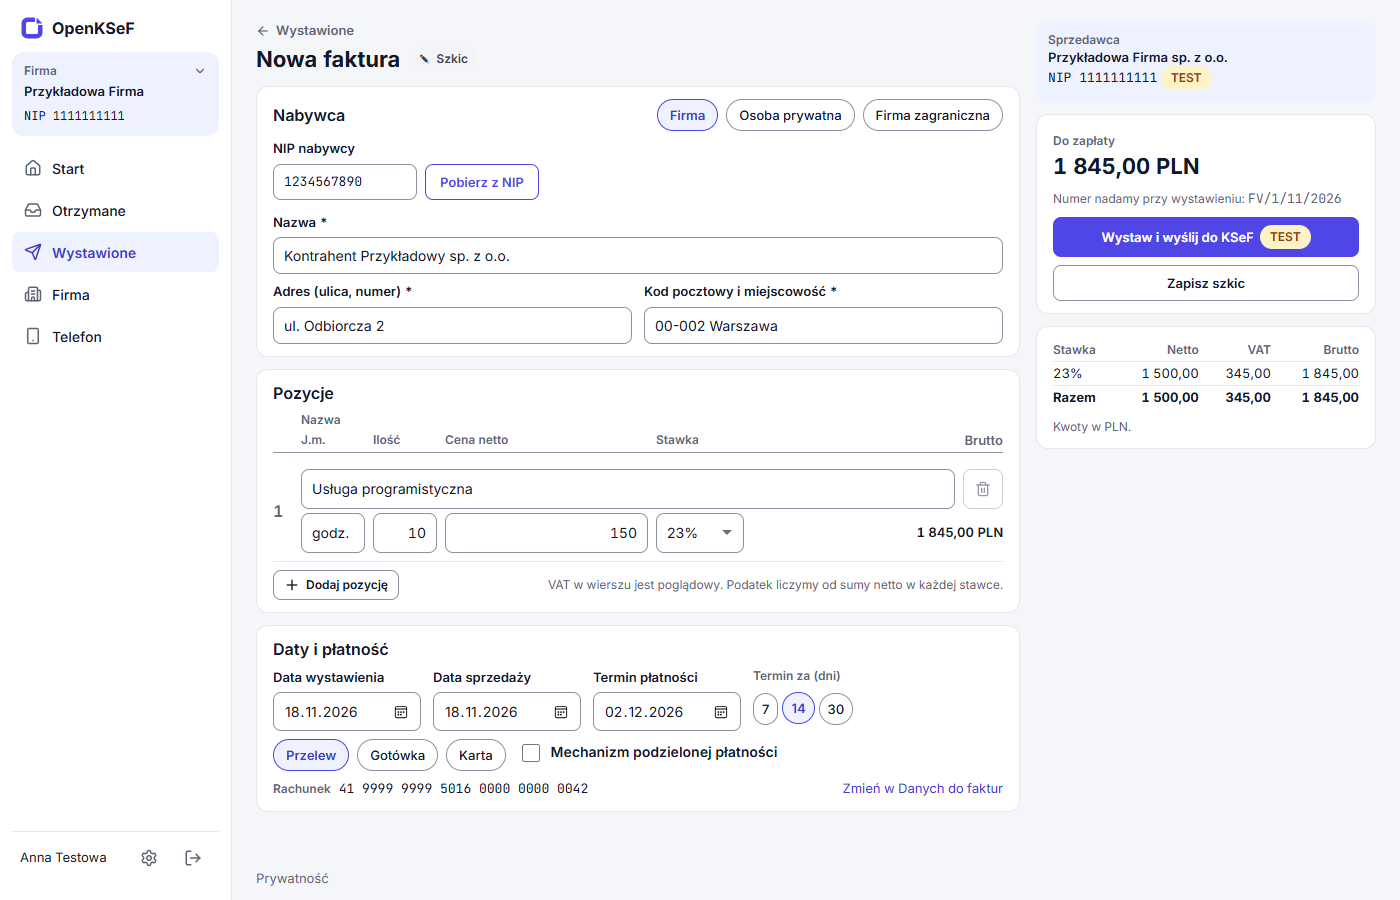 OpenKSeF
Firma
Przykładowa Firma
NIP 1111111111
Start
Otrzymane
Wystawione
Firma
Telefon
Anna Testowa
Wystawione
Nowa faktura
Szkic
Nabywca
Firma
Osoba prywatna
Firma zagraniczna
NIP nabywcy
1234567890
Pobierz z NIP
Nazwa *
Kontrahent Przykładowy sp. z o.o.
Adres (ulica, numer) *
Kod pocztowy i miejscowość *
ul. Odbiorcza 2
00-002 Warszawa
Pozycje
Nazwa
J.m. Ilość Cena netto Stawka Brutto
1
Usługa programistyczna
godz. 10 150 23% 1 845,00 PLN
Dodaj pozycję
VAT w wierszu jest poglądowy. Podatek liczymy od sumy netto w każdej stawce.
Daty i płatność
Data wystawienia Data sprzedaży Termin płatności Termin za (dni)
18.11.2026 18.11.2026 02.12.2026 7 14 30
Przelew Gotówka Karta Mechanizm podzielonej płatności
Rachunek 41 9999 9999 5016 0000 0000 0042
Zmień w Danych do faktur
Prywatność
Sprzedawca
Przykładowa Firma sp. z o.o.
NIP 1111111111 TEST
Do zapłaty
1 845,00 PLN
Numer nadamy przy wystawieniu: FV/1/11/2026
Wystaw i wyślij do KSeF TEST
Zapisz szkic
Stawka Netto VAT Brutto
23% 1 500,00 345,00 1 845,00
Razem 1 500,00 345,00 1 845,00
Kwoty w PLN.